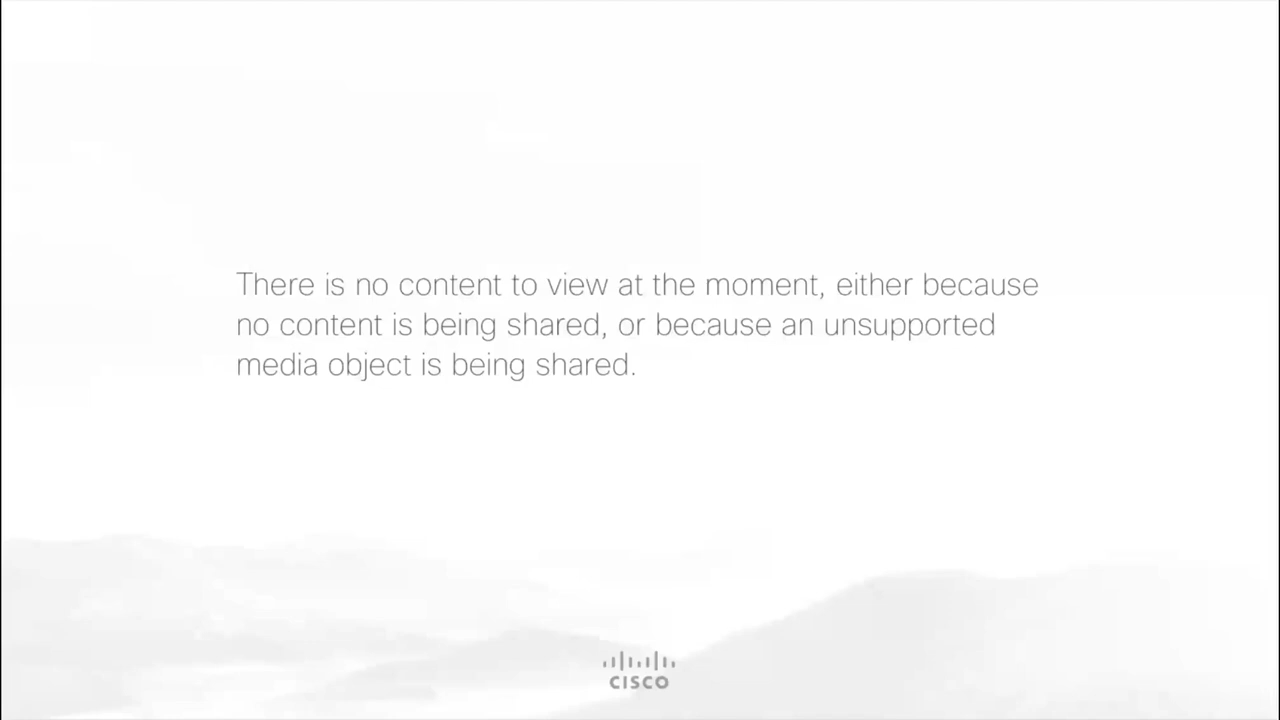 There is no content to view at the moment, either because
no content is being shared, or because an unsupported
media object is being shared.
CISCO